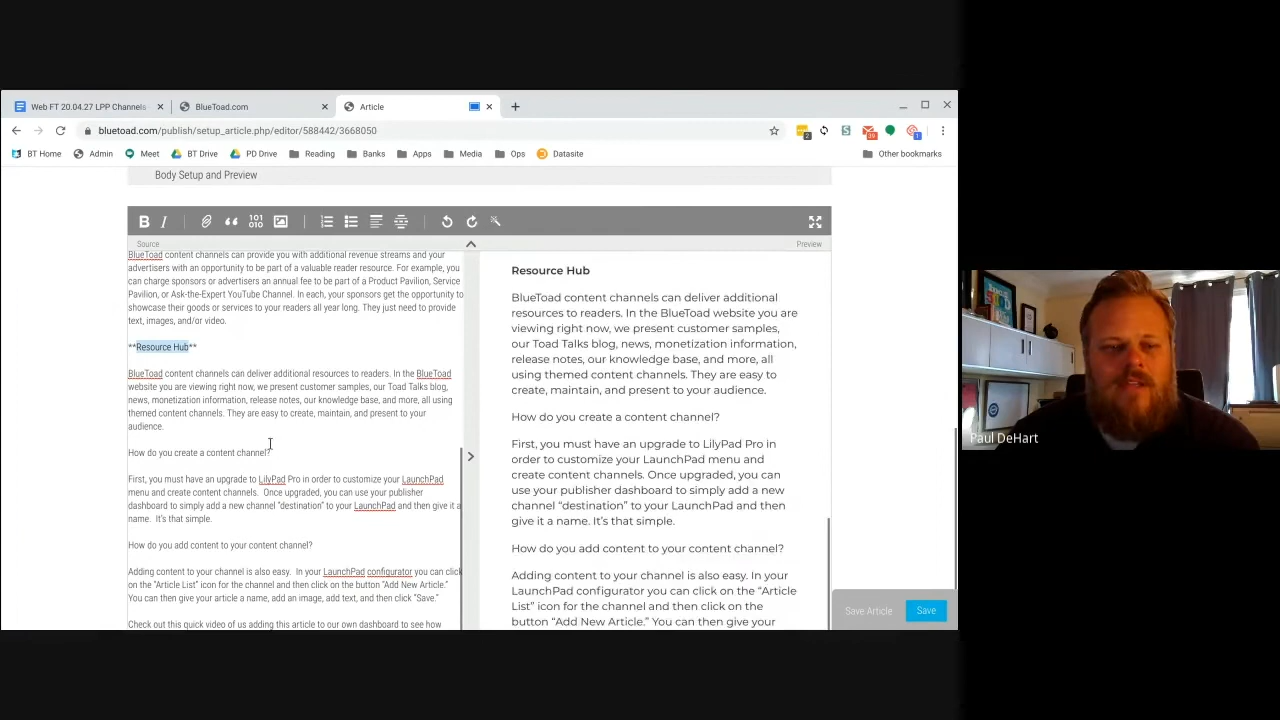 Web FT 20.04.27 LPP Channels
BlueToad.com
Article
bluetoad.com/publish/setup_article.php/editor/588442/3668050
BT Home
Admin
Meet
BT Drive
PD Drive
Reading
Banks
Apps
Media
Ops
Datasite
Other bookmarks
Body Setup and Preview
B I
101
010
Source
Preview
BlueToad content channels can provide you with additional revenue streams and your
advertisers with an opportunity to be part of a valuable reader resource. For example, you
can charge sponsors or advertisers an annual fee to be part of a Product Pavilion, Service
Pavilion, or Ask-the-Expert YouTube Channel. In each, your sponsors get the opportunity to
showcase their goods or services to your readers all year long. They just need to provide
text, images, and/or video.
**Resource Hub**
BlueToad content channels can deliver additional resources to readers. In the BlueToad
website you are viewing right now, we present customer samples, our Toad Talks blog,
news, monetization information, release notes, our knowledge base, and more, all using
themed content channels. They are easy to create, maintain, and present to your
audience.
How do you create a content channel?
First, you must have an upgrade to LilyPad Pro in order to customize your LaunchPad
menu and create content channels. Once upgraded, you can use your publisher
dashboard to simply add a new channel “destination” to your LaunchPad and then give it a
name. It's that simple.
How do you add content to your content channel?
Adding content to your channel is also easy. In your LaunchPad configurator you can click
on the “Article List” icon for the channel and then click on the button “Add New Article.”
You can then give your article a name, add an image, add text, and then click “Save.”
Check out this quick video of us adding this article to our own dashboard to see how
Resource Hub
BlueToad content channels can deliver additional
resources to readers. In the BlueToad website you are
viewing right now, we present customer samples,
our Toad Talks blog, news, monetization information,
release notes, our knowledge base, and more, all
using themed content channels. They are easy to
create, maintain, and present to your audience.
How do you create a content channel?
First, you must have an upgrade to LilyPad Pro in
order to customize your LaunchPad menu and
create content channels. Once upgraded, you can
use your publisher dashboard to simply add a new
channel “destination” to your LaunchPad and then
give it a name. It's that simple.
How do you add content to your content channel?
Adding content to your channel is also easy. In your
LaunchPad configurator you can click on the “Article
List” icon for the channel and then click on the
button “Add New Article.” You can then give your
Save Article
Save
Paul DeHart